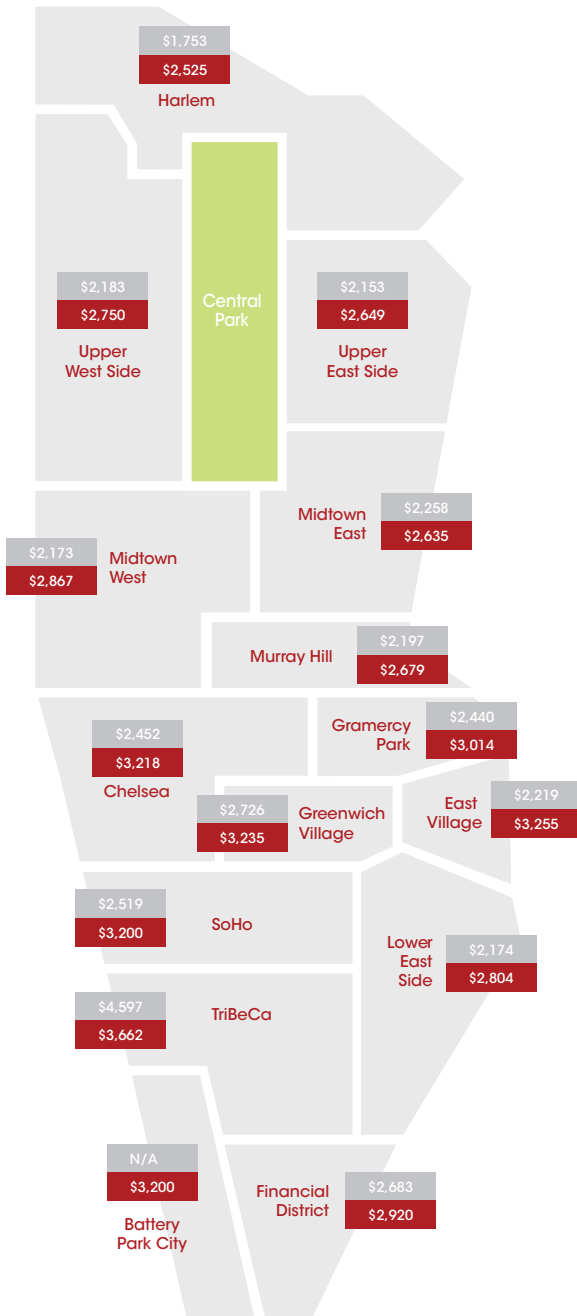 $1,753
$2,525
Harlem
$2,183
$2,750
Upper
West Side
Central
Park
$2,153
$2,649
Upper
East Side
Midtown
East
$2,258
$2,635
$2,173
$2,867
Midtown
West
Murray Hill
$2,197
$2,679
Gramercy
Park
$2,440
$3,014
$2,452
$3,218
Chelsea
$2,726
$3,235
Greenwich
Village
East
Village
$2,219
$3,255
$2,519
$3,200
SoHo
Lower
East
Side
$2,174
$2,804
$4,597
$3,662
TriBeCa
N/A
$3,200
Battery
Park City
Financial
District
$2,683
$2,920